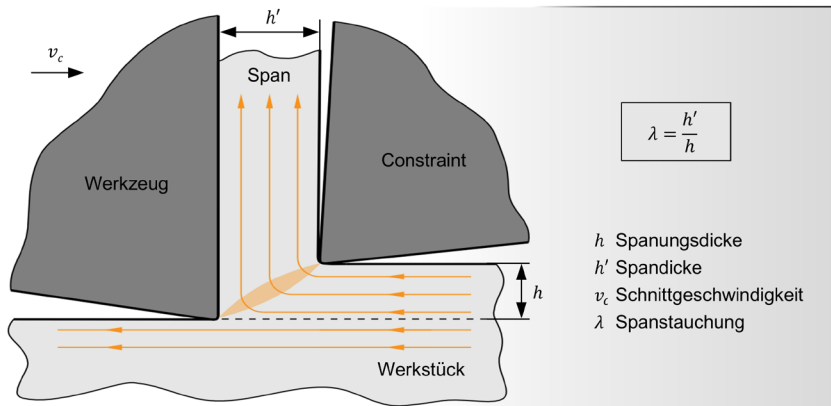 h′
v_c
Span
Werkzeug
Constraint
λ = h′/h
h Spanungsdicke
h′ Spandicke
v_c Schnittgeschwindigkeit
λ Spanstauchung
h
Werkstück